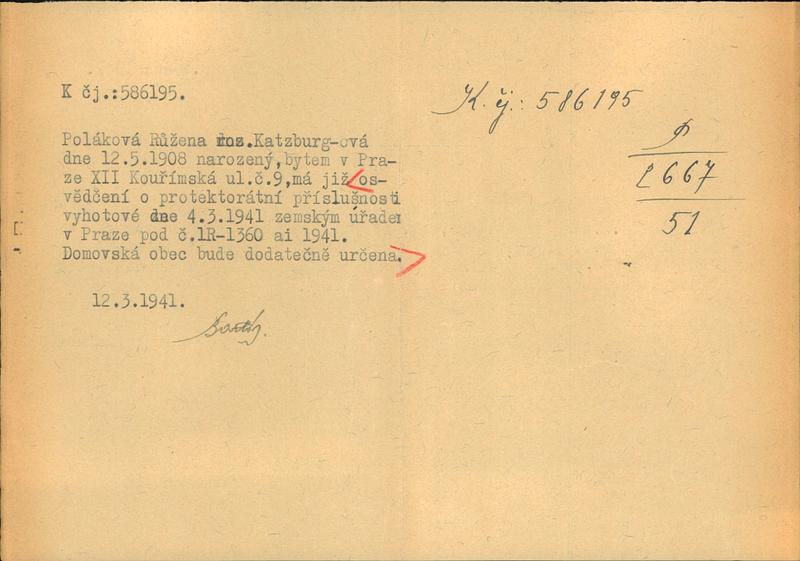 K čj.:586195.
Poláková Růžena roz.Katzburg-ová
dne 12.5.1908 narozený,bytem v Pra-
ze XII Kouřímská ul.č.9,má již os-
vědčení o protektorátní příslušnosti
vyhotové dne 4.3.1941 zemským úřadem
v Praze pod č.1R-1360 ai 1941.
Domovská obec bude dodatečně určena.
12.3.1941.
K. čj.: 586195
P
2667
51